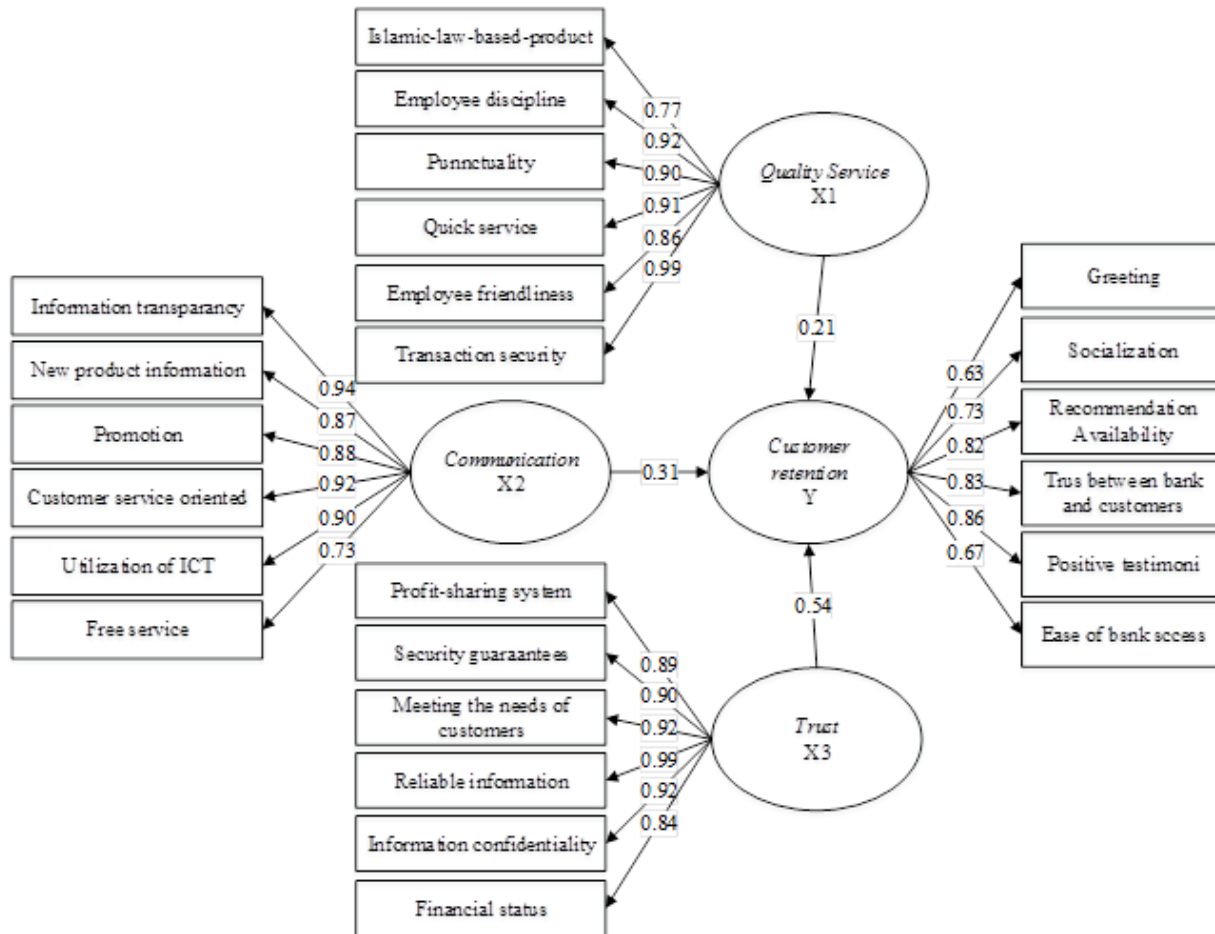 Islamic-law-based-product
Employee discipline
Punnctuality
Quick service
Employee friendliness
Transaction security
0.77
0.92
0.90
0.91
0.86
0.99
Quality Service
X1
0.21
Information transparancy
New product information
Promotion
Customer service oriented
Utilization of ICT
Free service
0.94
0.87
0.88
0.92
0.90
0.73
Communication
X2
0.31
Customer
retention
Y
0.63
0.73
0.82
0.83
0.86
0.67
Greeting
Socialization
Recommendation
Availability
Trus between bank
and customers
Positive testimoni
Ease of bsnk sccess
Profit-sharing system
Security guaraantees
Meeting the needs of
customers
Reliable information
Information confidentiality
Financial status
0.89
0.90
0.92
0.99
0.92
0.84
Trust
X3
0.54